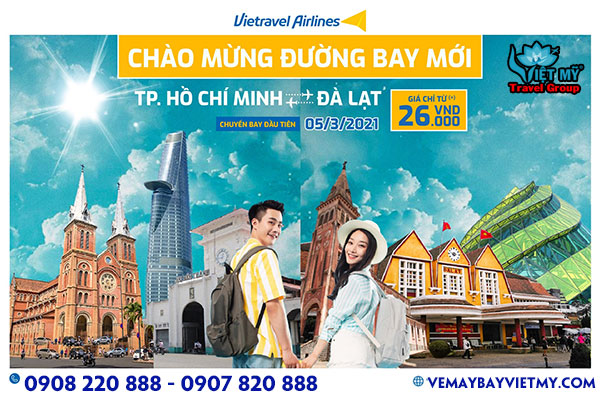 Vietravel Airlines
CHÀO MỪNG ĐƯỜNG BAY MỚI
VIỆT MỸ
Travel Group
TP. HỒ CHÍ MINH ĐÀ LẠT
GIÁ CHỈ TỪ (*)
26 VND
.000
CHUYẾN BAY ĐẦU TIÊN 05/3/2021
0908 220 888 - 0907 820 888
VEMAYBAYVIETMY.COM